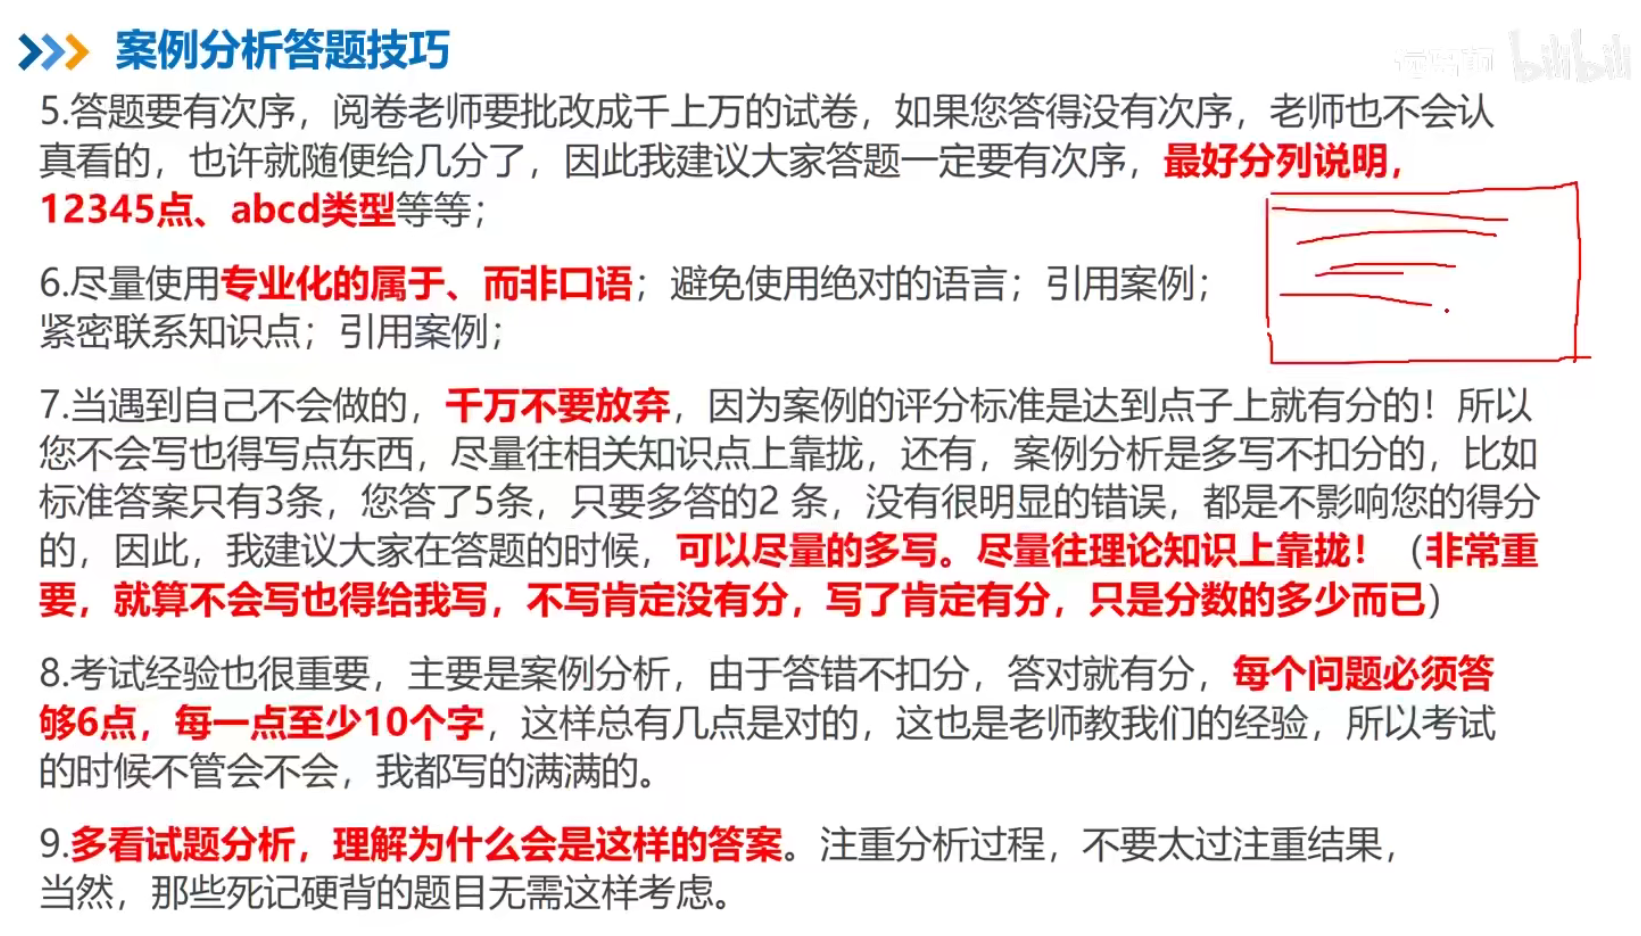 案例分析答题技巧
bilibili
5.答题要有次序，阅卷老师要批改成千上万的试卷，如果您答得没有次序，老师也不会认
真看的，也许就随便给几分了，因此我建议大家答题一定要有次序，最好分列说明，
12345点、abcd类型等等；
6.尽量使用专业化的属于、而非口语；避免使用绝对的语言；引用案例；
紧密联系知识点；引用案例；
7.当遇到自己不会做的，千万不要放弃，因为案例的评分标准是达到点子上就有分的！所以
您不会写也得写点东西，尽量往相关知识点上靠拢，还有，案例分析是多写不扣分的，比如
标准答案只有3条，您答了5条，只要多答的2 条，没有很明显的错误，都是不影响您的得分
的，因此，我建议大家在答题的时候，可以尽量的多写。尽量往理论知识上靠拢！（非常重
要，就算不会写也得给我写，不写肯定没有分，写了肯定有分，只是分数的多少而已）
8.考试经验也很重要，主要是案例分析，由于答错不扣分，答对就有分，每个问题必须答
够6点，每一点至少10个字，这样总有几点是对的，这也是老师教我们的经验，所以考试
的时候不管会不会，我都写的满满的。
9.多看试题分析，理解为什么会是这样的答案。注重分析过程，不要太过注重结果，
当然，那些死记硬背的题目无需这样考虑。